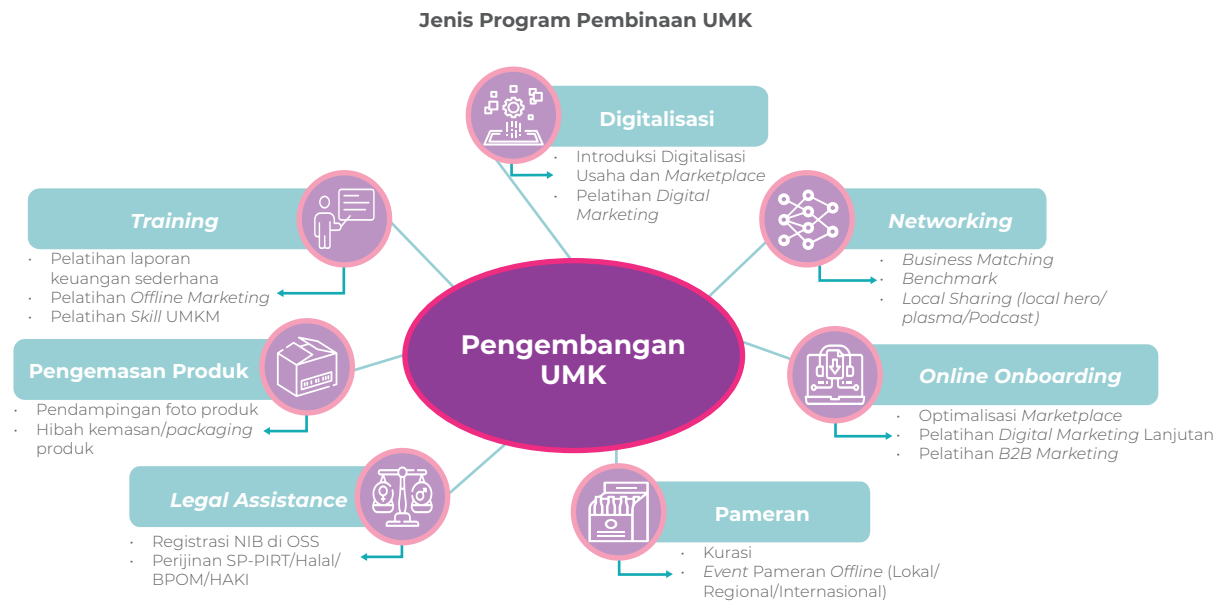 Jenis Program Pembinaan UMK
Digitalisasi
· Introduksi Digitalisasi
Usaha dan Marketplace
· Pelatihan Digital
Marketing
Training
· Pelatihan laporan
keuangan sederhana
· Pelatihan Offline Marketing
· Pelatihan Skill UMKM
Networking
· Business Matching
· Benchmark
· Local Sharing (local hero/
plasma/Podcast)
Pengembangan
UMK
Pengemasan Produk
· Pendampingan foto produk
· Hibah kemasan/packaging
produk
Online Onboarding
· Optimalisasi Marketplace
· Pelatihan Digital Marketing Lanjutan
· Pelatihan B2B Marketing
Legal Assistance
· Registrasi NIB di OSS
· Perijinan SP-PIRT/Halal/
BPOM/HAKI
Pameran
· Kurasi
· Event Pameran Offline (Lokal/
Regional/Internasional)